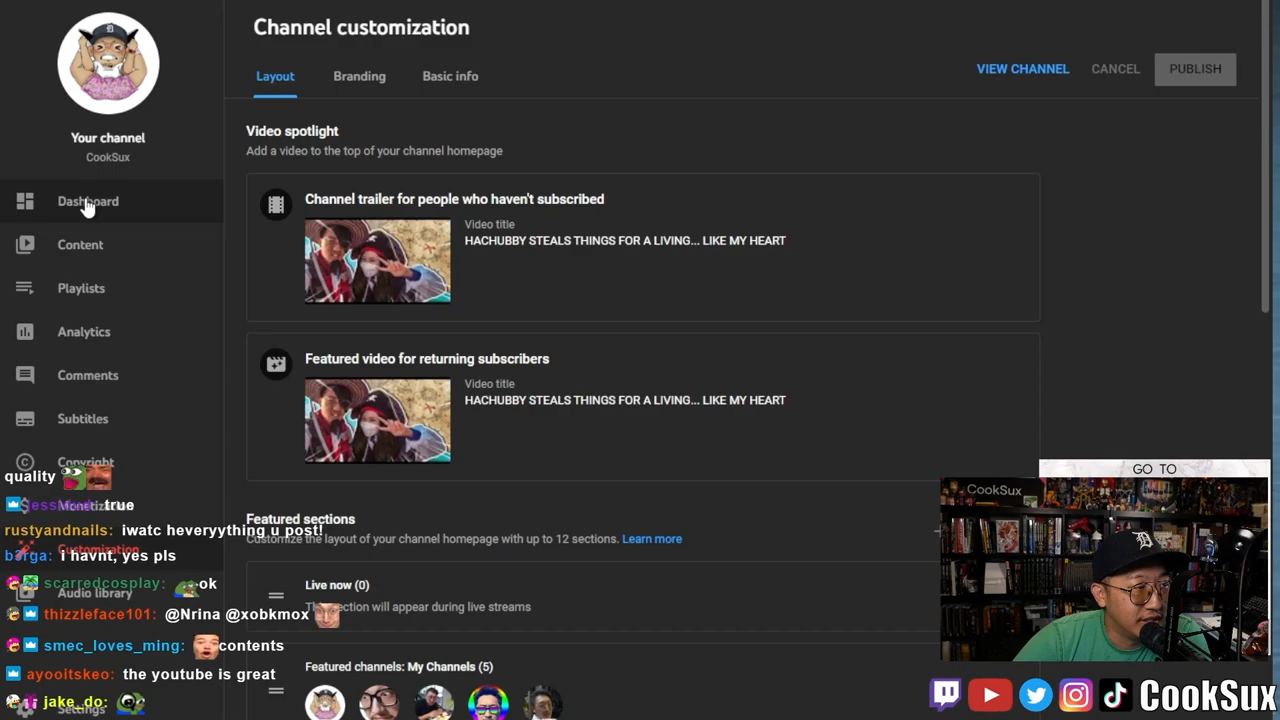 Channel customization
Layout
Branding
Basic info
VIEW CHANNEL
CANCEL
PUBLISH
Your channel
CookSux
Dashboard
Content
Playlists
Analytics
Comments
Subtitles
Copyright
Customization
Audio library
Settings
Video spotlight
Add a video to the top of your channel homepage
Channel trailer for people who haven't subscribed
Video title
HACHUBBY STEALS THINGS FOR A LIVING... LIKE MY HEART
Featured video for returning subscribers
Video title
HACHUBBY STEALS THINGS FOR A LIVING... LIKE MY HEART
Featured sections
Customize the layout of your channel homepage with up to 12 sections. Learn more
Live now (0)
section will appear during live streams
Featured channels: My Channels (5)
quality
true
rustyandnails: iwatc heveryything u post!
b3rga: i havnt, yes pls
scarredcosplay: ok
thizzleface101: @Nrina @xobkmox
smec_loves_ming: contents
ayooitskeo: the youtube is great
jake_do:
GO TO
CookSux
CookSux